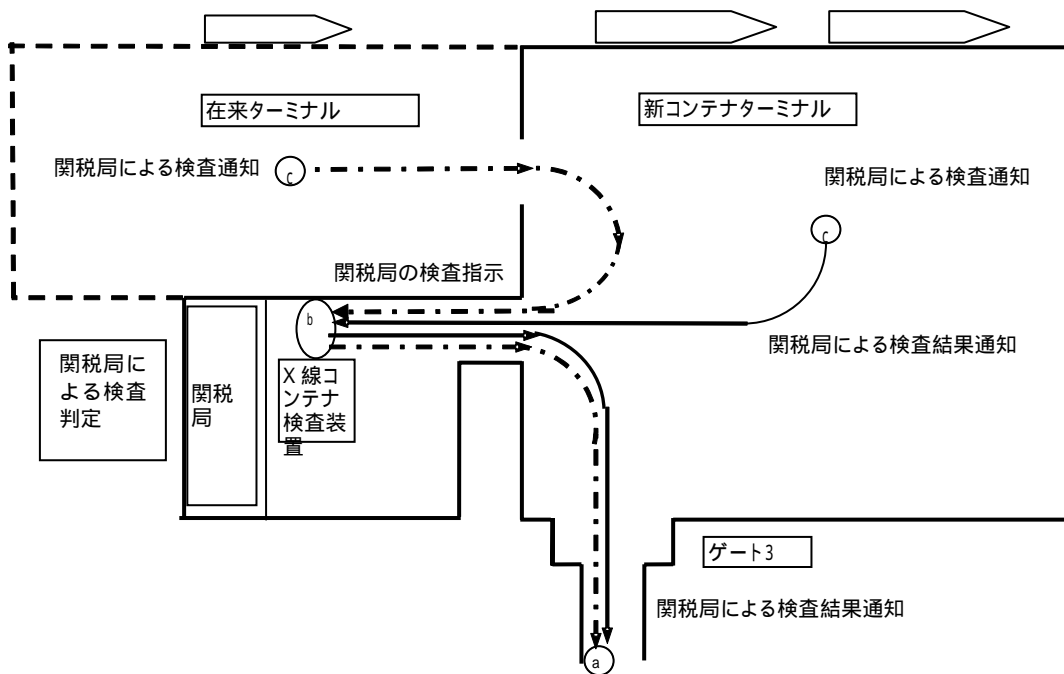 在来ターミナル
新コンテナターミナル
関税局による検査通知
c
関税局による検査通知
c
関税局の検査指示
b
関税局による検査結果通知
関税局に
よる検査
判定
関税
局
X 線コ
ンテナ
検査装
置
ゲート3
関税局による検査結果通知
a